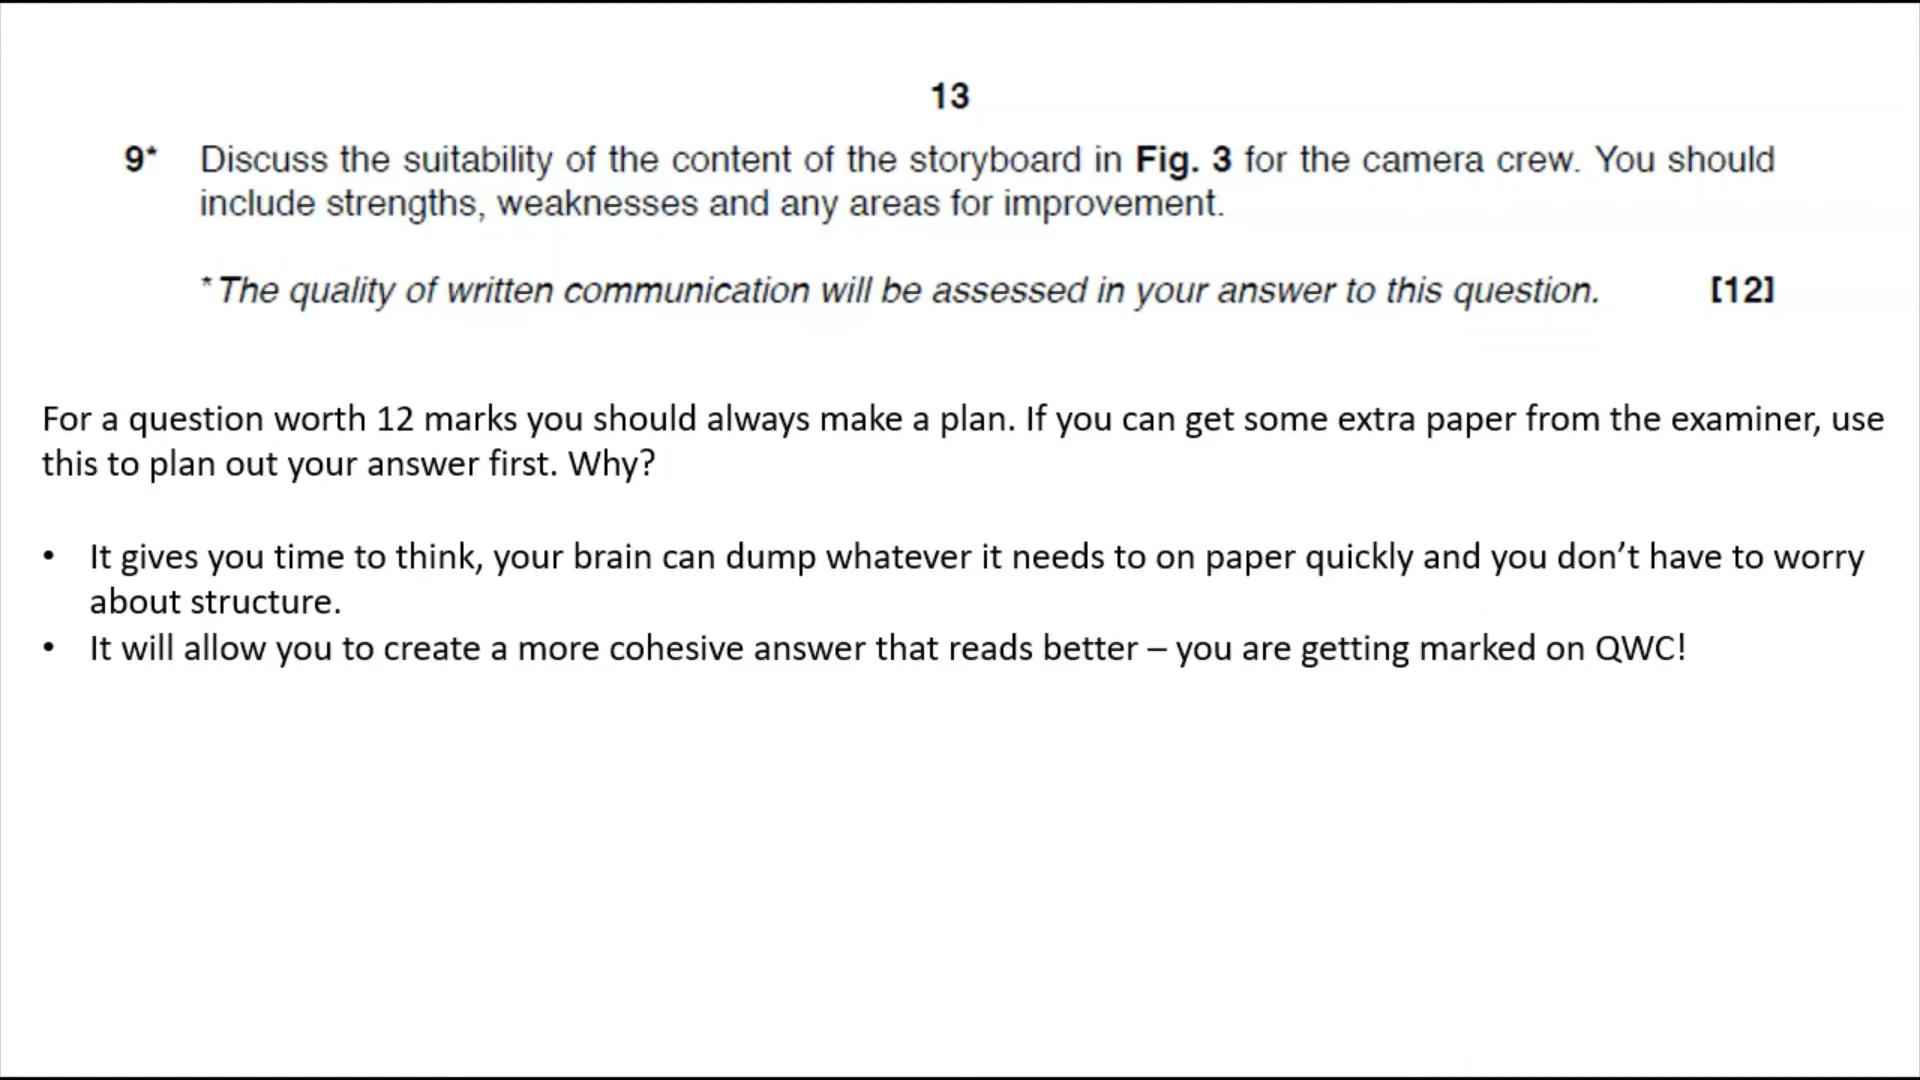 13
9* Discuss the suitability of the content of the storyboard in Fig. 3 for the camera crew. You should
include strengths, weaknesses and any areas for improvement.
*The quality of written communication will be assessed in your answer to this question. [12]
For a question worth 12 marks you should always make a plan. If you can get some extra paper from the examiner, use
this to plan out your answer first. Why?
• It gives you time to think, your brain can dump whatever it needs to on paper quickly and you don’t have to worry
about structure.
• It will allow you to create a more cohesive answer that reads better – you are getting marked on QWC!